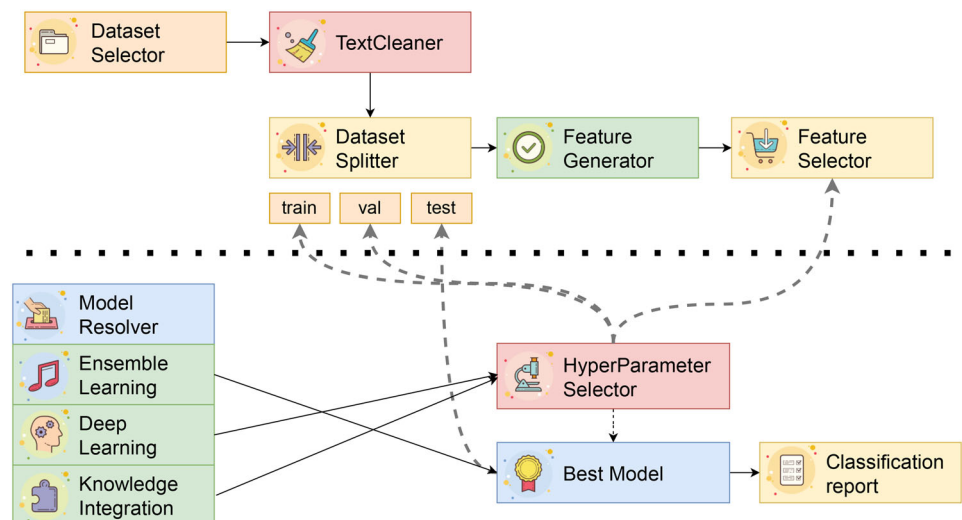 Dataset
Selector
TextCleaner
Dataset
Splitter
Feature
Generator
Feature
Selector
train
val
test
Model
Resolver
Ensemble
Learning
Deep
Learning
Knowledge
Integration
HyperParameter
Selector
Best Model
Classification
report